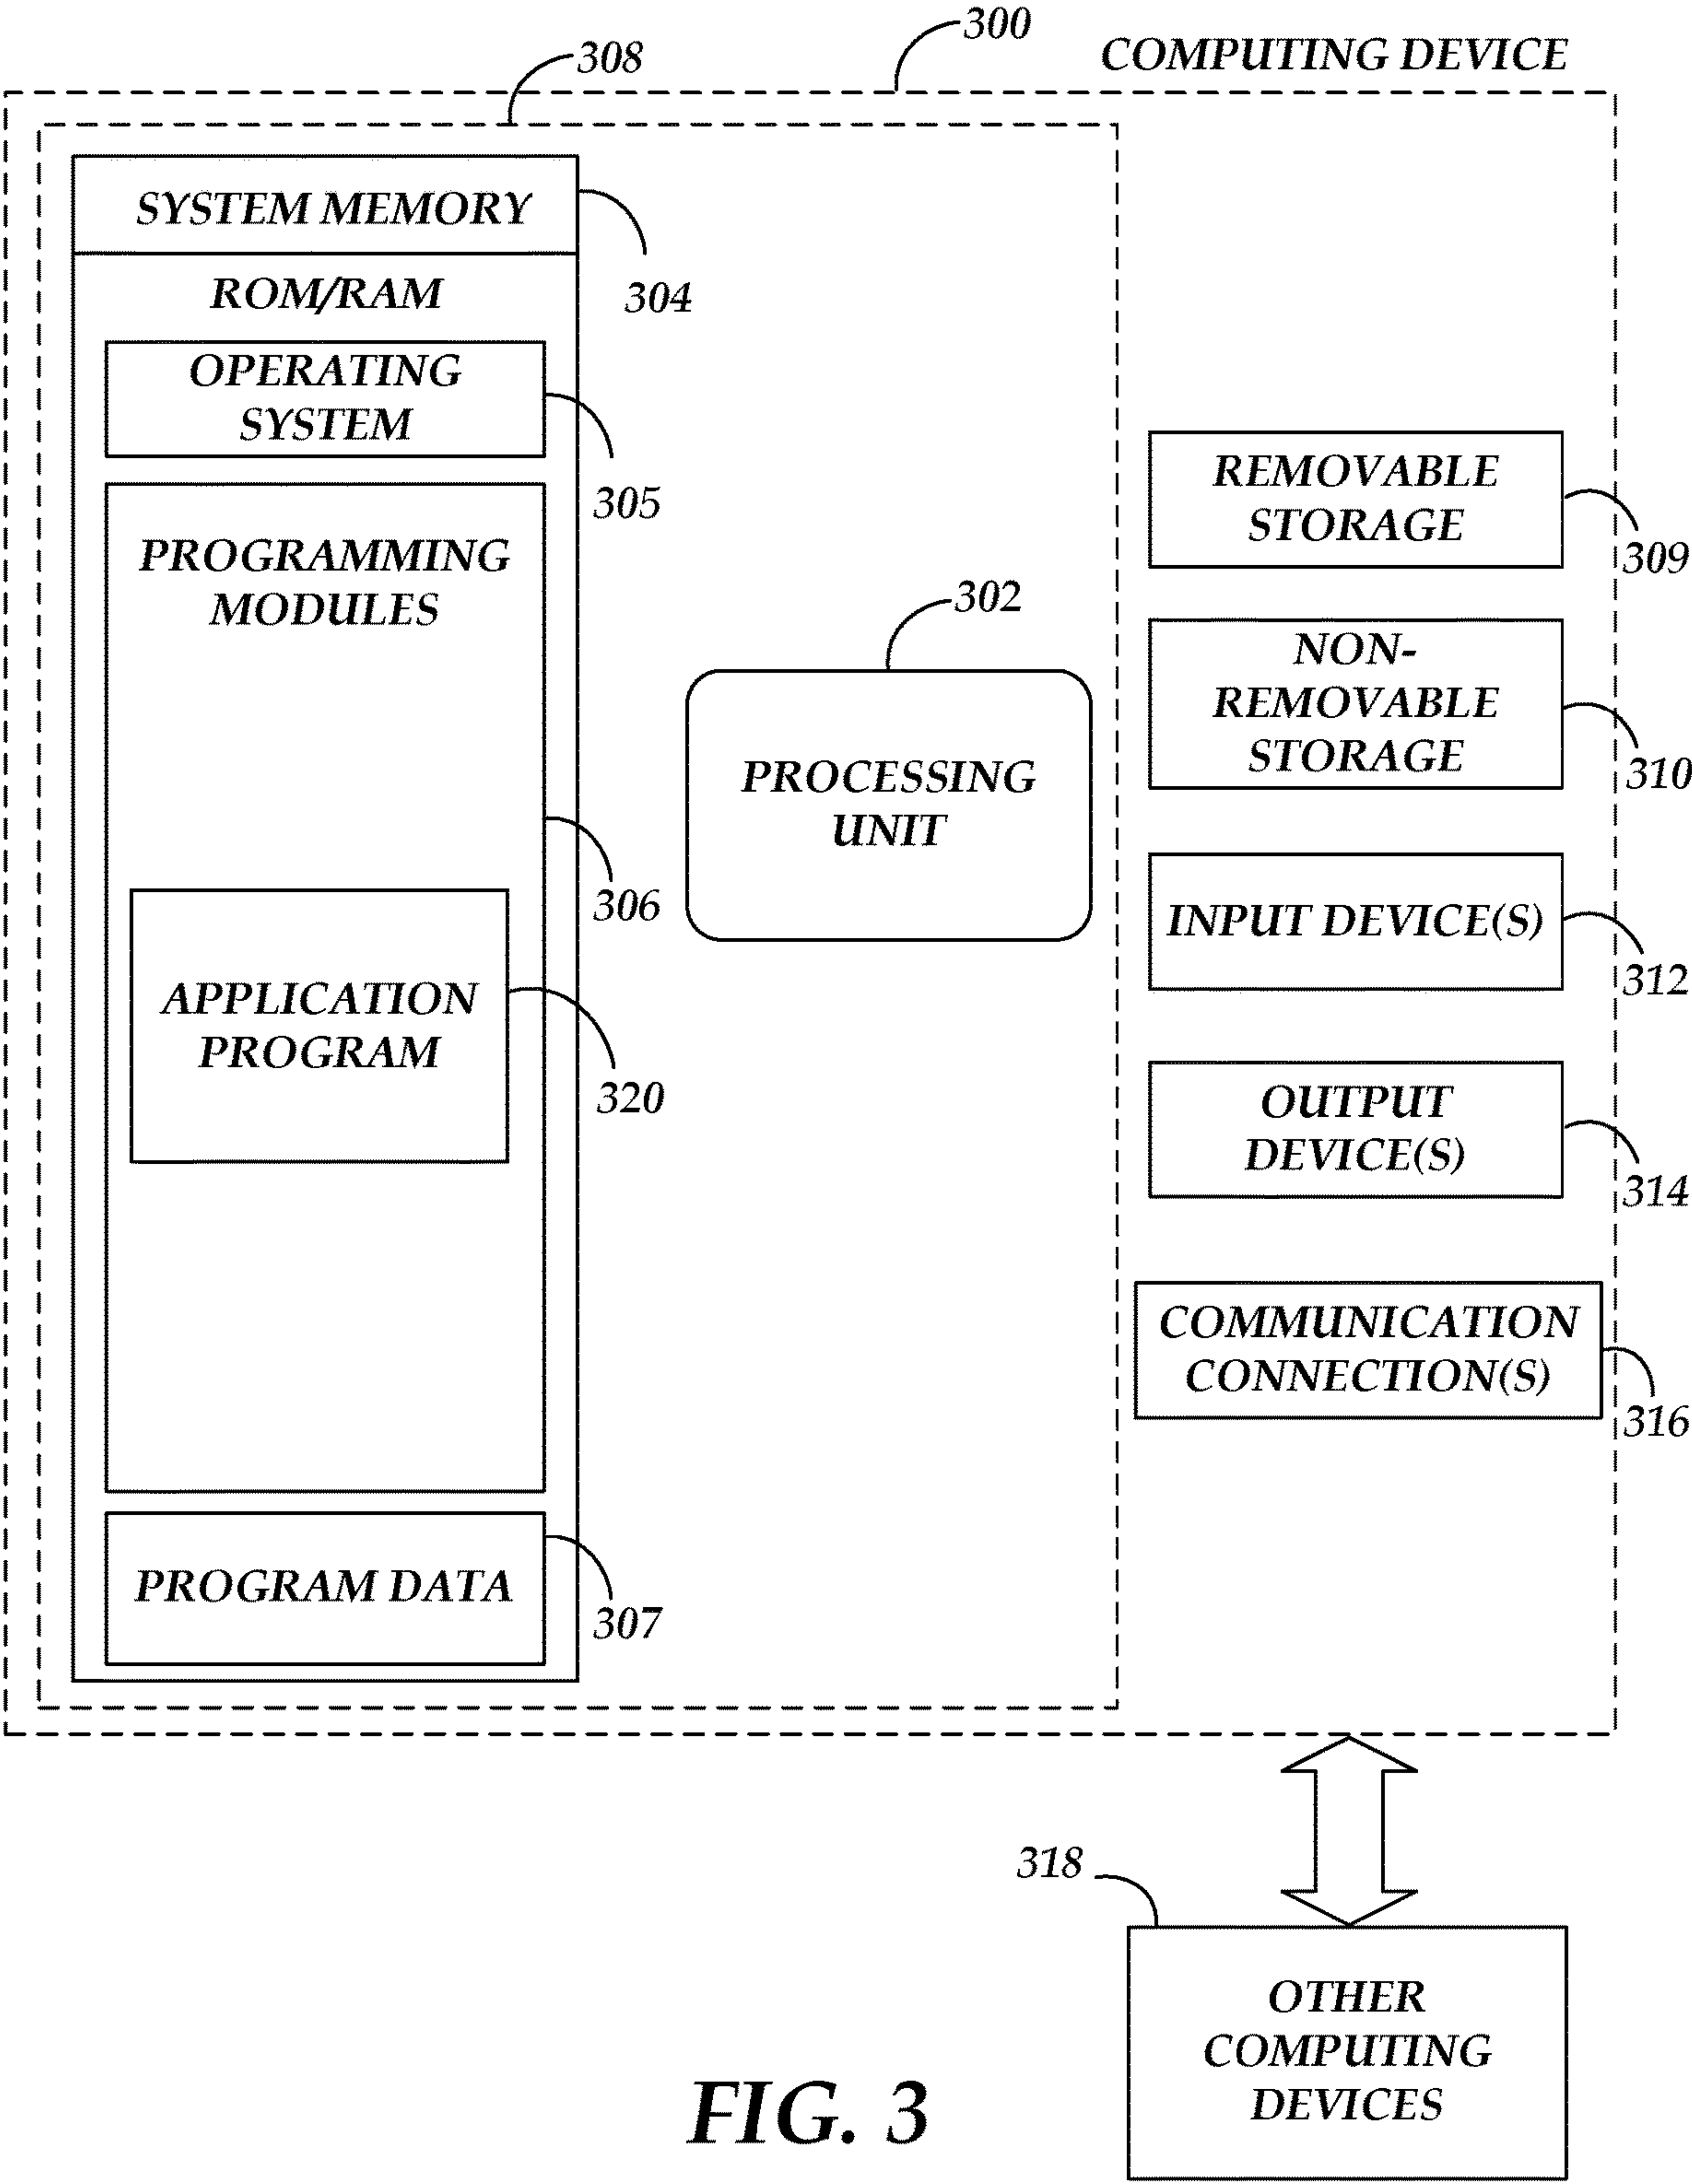 300
COMPUTING DEVICE
308
SYSTEM MEMORY
304
ROM/RAM
OPERATING
SYSTEM
305
PROGRAMMING
MODULES
306
APPLICATION
PROGRAM
320
PROGRAM DATA
307
302
PROCESSING
UNIT
REMOVABLE
STORAGE
309
NON-
REMOVABLE
STORAGE
310
INPUT DEVICE(S)
312
OUTPUT
DEVICE(S)
314
COMMUNICATION
CONNECTION(S)
316
318
OTHER
COMPUTING
DEVICES
FIG. 3